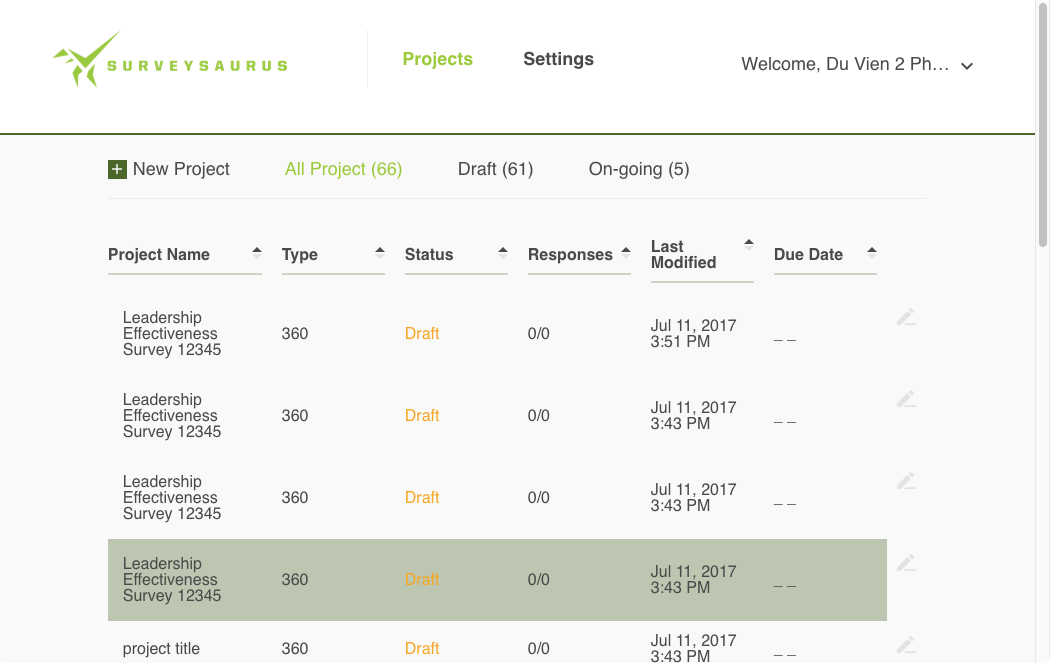 SURVEYSAURUS
Projects
Settings
Welcome, Du Vien 2 Ph…
New Project
All Project (66)
Draft (61)
On-going (5)
Project Name
Type
Status
Responses
Last
Modified
Due Date
Leadership
Effectiveness
Survey 12345
360
Draft
0/0
Jul 11, 2017
3:51 PM
_ _
Leadership
Effectiveness
Survey 12345
360
Draft
0/0
Jul 11, 2017
3:43 PM
_ _
Leadership
Effectiveness
Survey 12345
360
Draft
0/0
Jul 11, 2017
3:43 PM
_ _
Leadership
Effectiveness
Survey 12345
360
Draft
0/0
Jul 11, 2017
3:43 PM
_ _
project title
360
Draft
0/0
Jul 11, 2017
3:43 PM
_ _